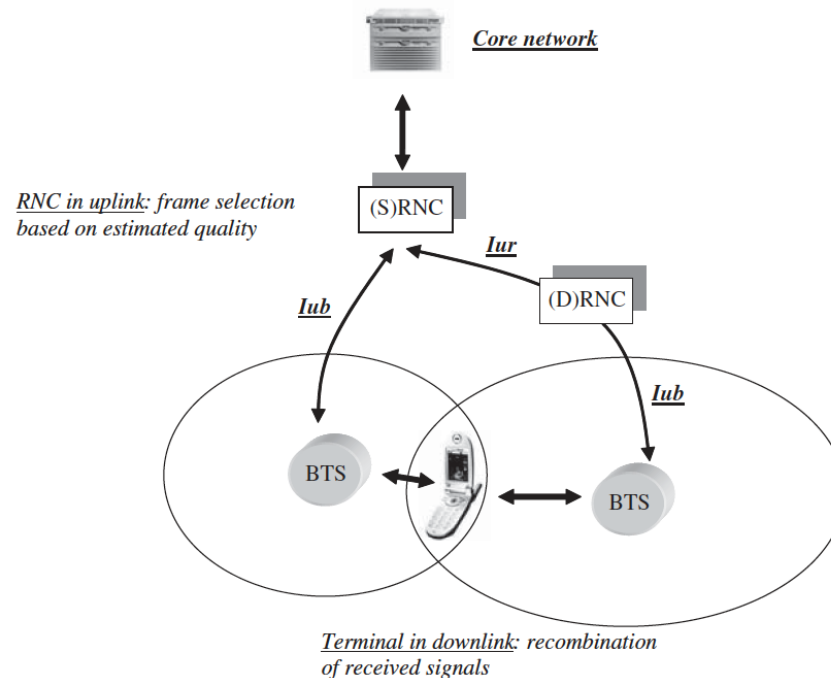 Core network
RNC in uplink: frame selection
based on estimated quality
(S)RNC
Iur
(D)RNC
Iub
Iub
BTS
BTS
Terminal in downlink: recombination
of received signals